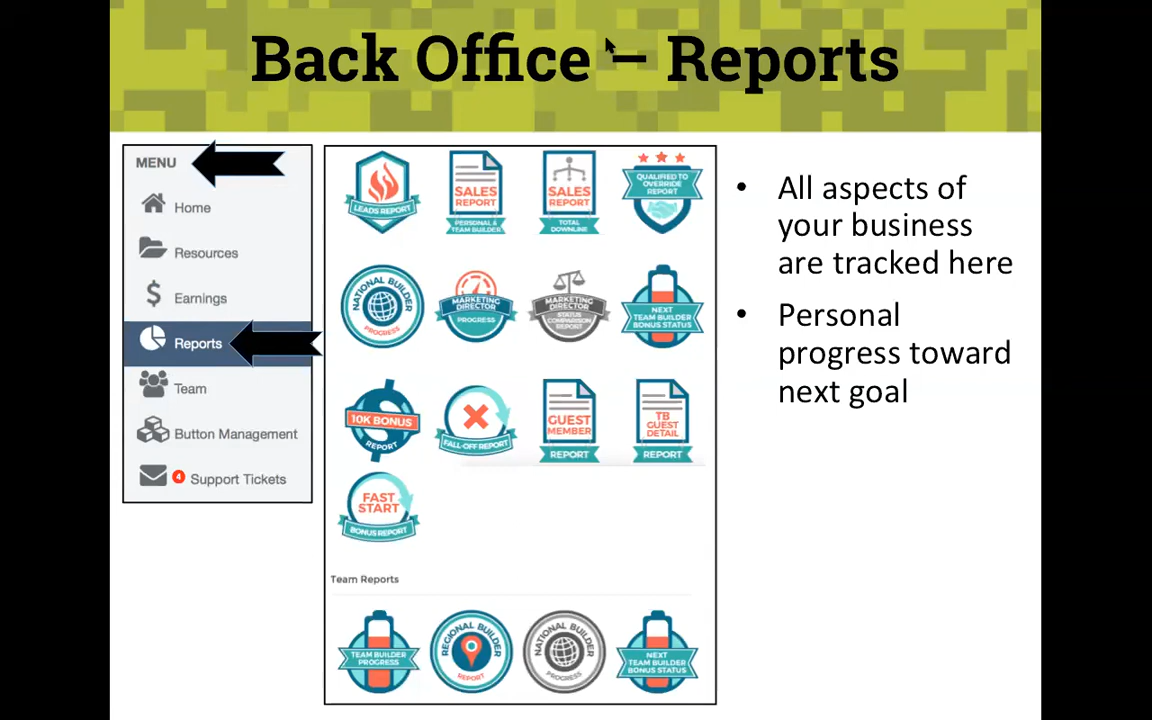 Back Office – Reports
MENU
Home
Resources
Earnings
Reports
Team
Button Management
4 Support Tickets
LEADS REPORT
SALES
REPORT
PERSONAL &
TEAM BUILDER
SALES
REPORT
TOTAL
DOWNLINE
QUALIFIED TO
OVERRIDE
REPORT
NATIONAL BUILDER
PROGRESS
MARKETING
DIRECTOR
PROGRESS
MARKETING
DIRECTOR
STATUS
COMPARISON
REPORT
NEXT
TEAM BUILDER
BONUS STATUS
10K BONUS
REPORT
FALL-OFF REPORT
GUEST
MEMBER
REPORT
TB
GUEST
DETAIL
REPORT
FAST
START
BONUS REPORT
Team Reports
TEAM BUILDER
PROGRESS
REGIONAL BUILDER
REPORT
NATIONAL BUILDER
PROGRESS
NEXT
TEAM BUILDER
BONUS STATUS
• All aspects of
your business
are tracked here
• Personal
progress toward
next goal